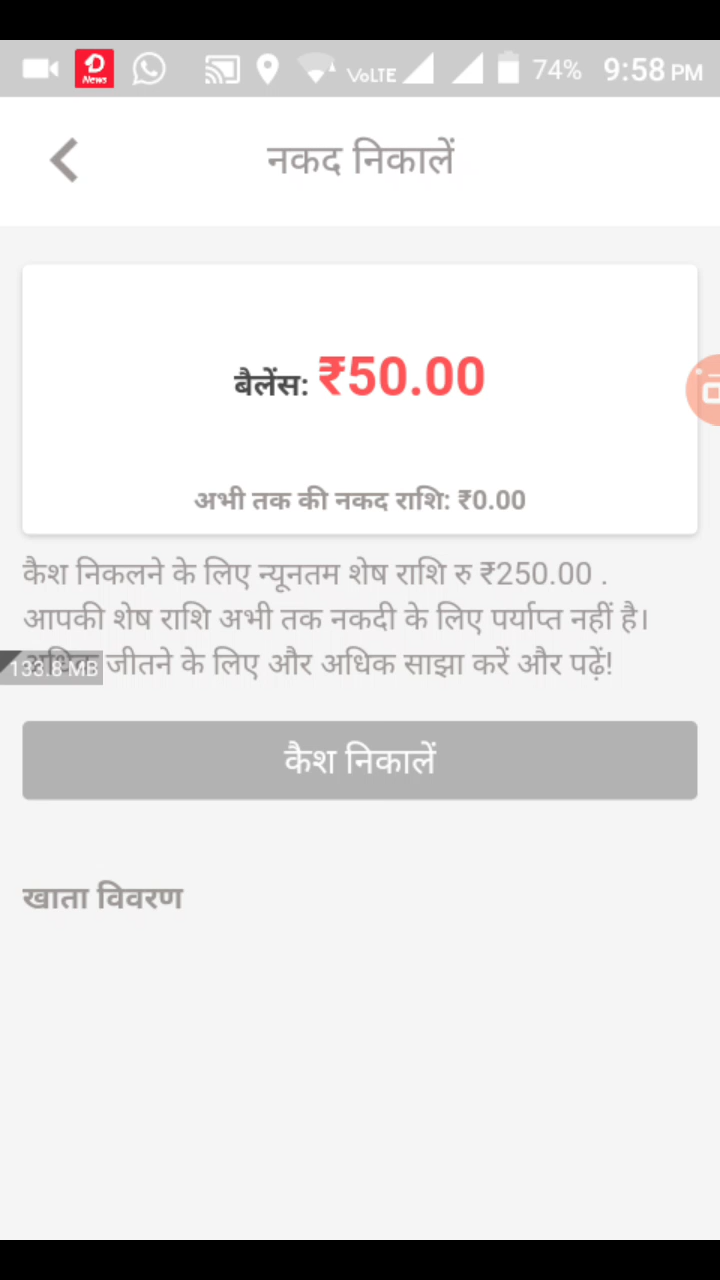 News
VoLTE
74%
9:58 PM
नकद निकालें
बैलेंस: ₹50.00
अभी तक की नकद राशि: ₹0.00
कैश निकलने के लिए न्यूनतम शेष राशि रु ₹250.00 .
आपकी शेष राशि अभी तक नकदी के लिए पर्याप्त नहीं है।
अधिक जीतने के लिए और अधिक साझा करें और पढ़ें!
133.8 MB
कैश निकालें
खाता विवरण